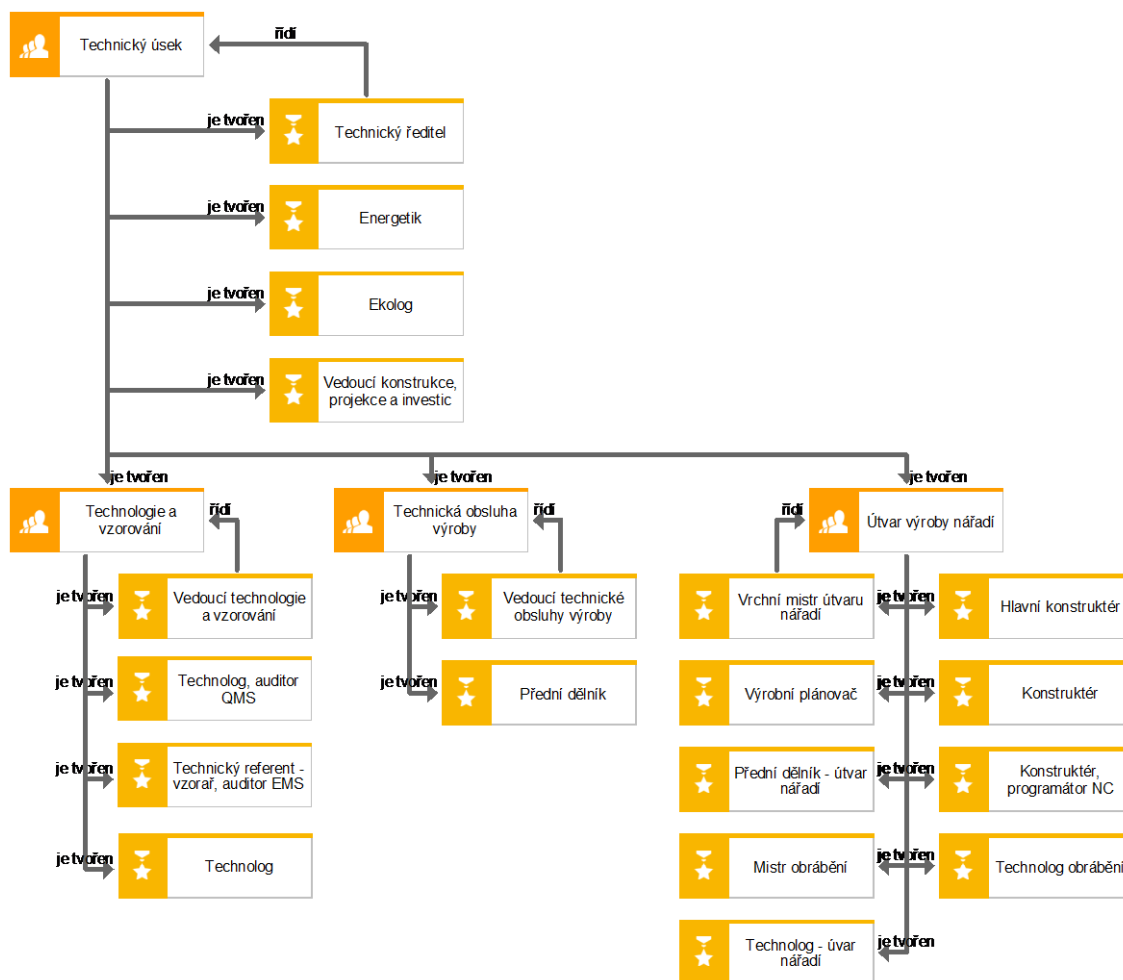 Technický úsek
řídí
je tvořen
Technický ředitel
je tvořen
Energetik
je tvořen
Ekolog
je tvořen
Vedoucí konstrukce,
projekce a investic
je tvořen
je tvořen
je tvořen
Technologie a
vzorování
řídí
Technická obsluha
výroby
řídí
řídí
Útvar výroby nářadí
je tvořen
Vedoucí technologie
a vzorování
je tvořen
Vedoucí technické
obsluhy výroby
Vrchní mistr útvaru
nářadí
je tvořen
Hlavní konstruktér
je tvořen
Technolog, auditor
QMS
je tvořen
Přední dělník
Výrobní plánovač
je tvořen
Konstruktér
je tvořen
Technický referent -
vzorař, auditor EMS
Přední dělník - útvar
nářadí
je tvořen
Konstruktér,
programátor NC
je tvořen
Technolog
Mistr obrábění
je tvořen
Technolog obrábění
Technolog - úvar
nářadí
je tvořen